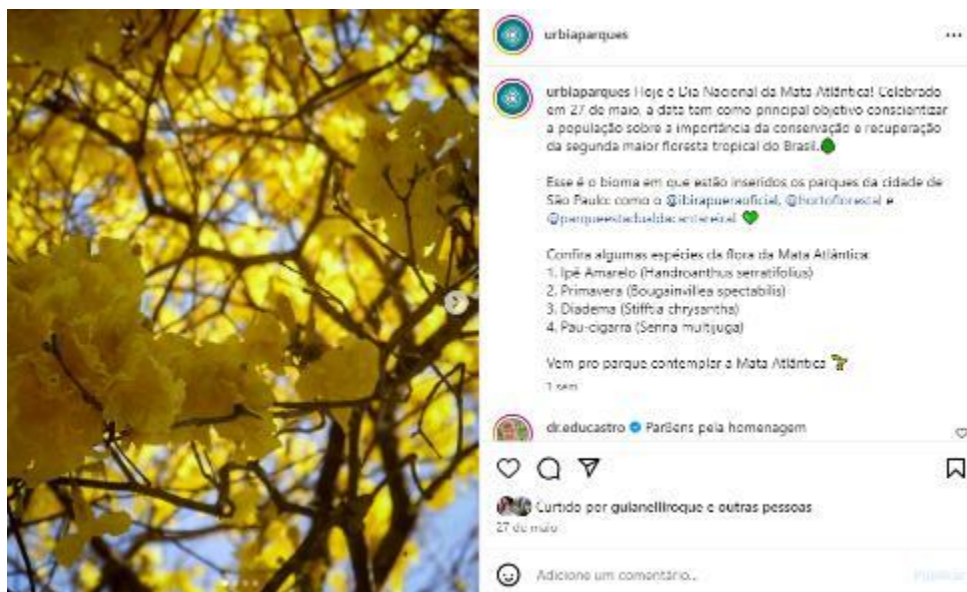 urbiaparques
urbiaparques Hoje é Dia Nacional da Mata Atlântica! Celebrado
em 27 de maio, a data tem como principal objetivo conscientizar
a população sobre a importância da conservação e recuperação
da segunda maior floresta tropical do Brasil.
Esse é o bioma em que estão inseridos os parques da cidade de
São Paulo: como o @ibirapueraoficial, @hortoflorestal e
@parqueestadualdacantareira!
Confira algumas espécies da flora da Mata Atlântica:
1. Ipê Amarelo (Handroanthus serratifolius)
2. Primavera (Bougainvillea spectabilis)
3. Diadema (Stifftia chrysantha)
4. Pau-cigarra (Senna multijuga)
Vem pro parque contemplar a Mata Atlântica
1 sem
dr.educastro ParBens pela homenagem
Curtido por guianelliroque e outras pessoas
27 de maio
Adicione um comentário...
Publicar